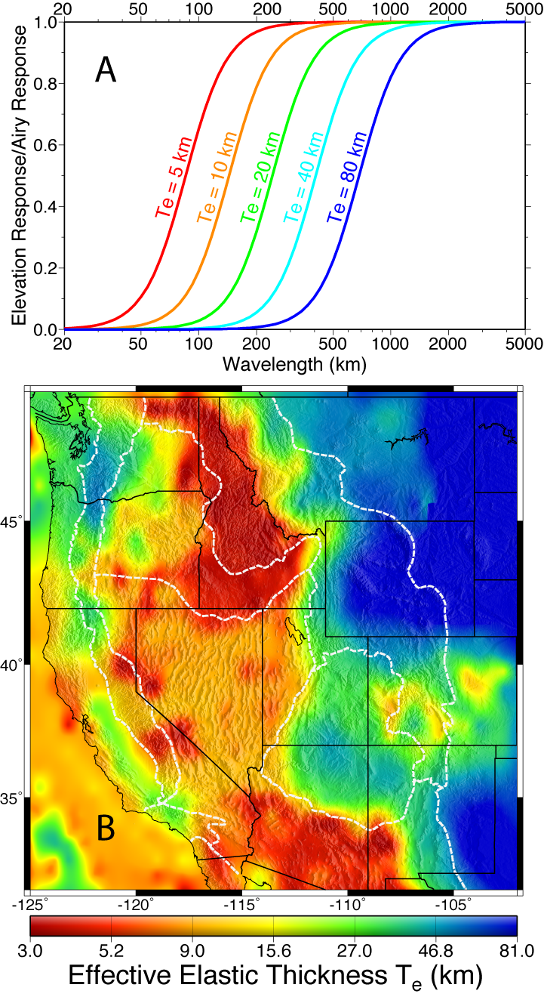 20 50 100 200 500 1000 2000 5000
1.0
0.8
0.6
0.4
0.2
0.0
Elevation Response/Airy Response
A
Te = 5 km
Te = 10 km
Te = 20 km
Te = 40 km
Te = 80 km
20 50 100 200 500 1000 2000 5000
Wavelength (km)
45°
40°
35°
B
-125° -120° -115° -110° -105°
3.0 5.2 9.0 15.6 27.0 46.8 81.0
Effective Elastic Thickness Te (km)